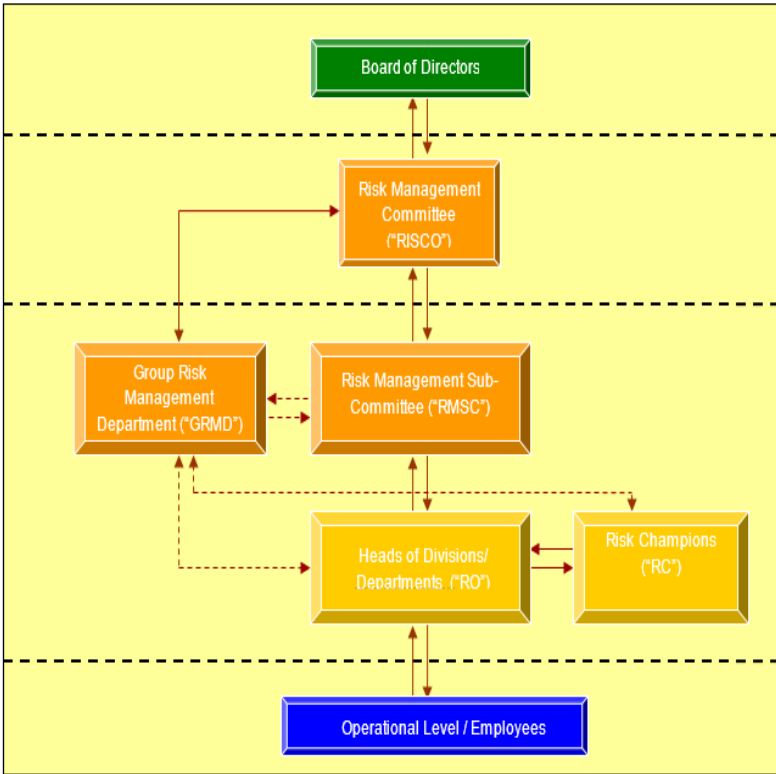 Board of Directors
Risk Management
Committee
(“RISCO”)
Group Risk
Management
Department (“GRMD”)
Risk Management Sub-
Committee (“RMSC”)
Heads of Divisions/
Departments (“RO”)
Risk Champions
(“RC”)
Operational Level / Employees